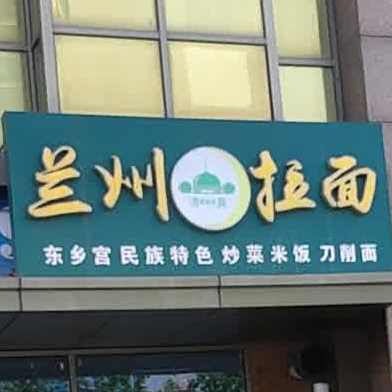 兰州拉面
东乡宫民族特色 炒菜米饭 刀削面